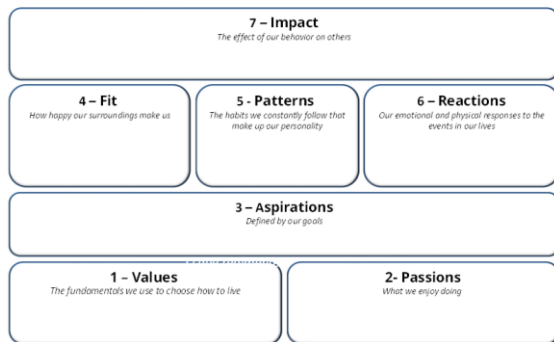 7 – Impact
The effect of our behavior on others
4 – Fit
How happy our surroundings make us
5 - Patterns
The habits we constantly follow that
make up our personality
6 – Reactions
Our emotional and physical responses to the
events in our lives
3 – Aspirations
Defined by our goals
1 – Values
The fundamentals we use to choose how to live
2- Passions
What we enjoy doing